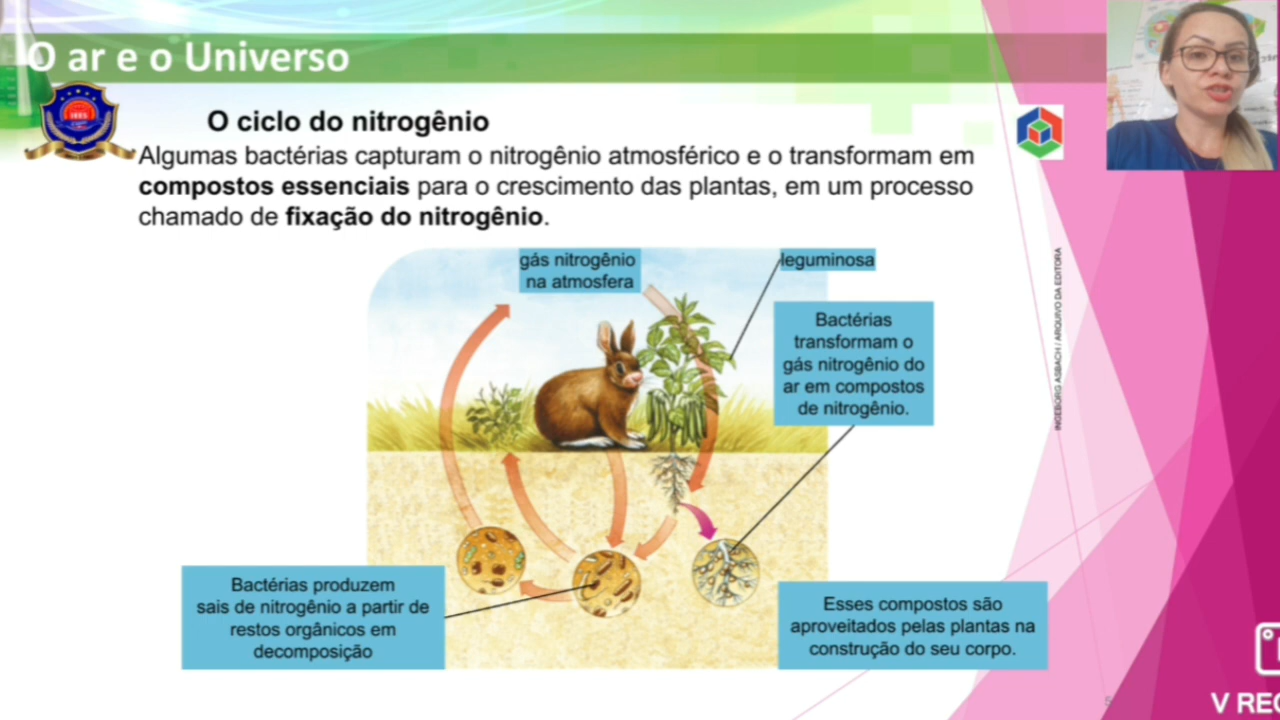 O ar e o Universo
O ciclo do nitrogênio
Algumas bactérias capturam o nitrogênio atmosférico e o transformam em
compostos essenciais para o crescimento das plantas, em um processo
chamado de fixação do nitrogênio.
gás nitrogênio
na atmosfera
leguminosa
Bactérias
transformam o
gás nitrogênio do
ar em compostos
de nitrogênio.
INGEBORG ASBACH / ARQUIVO DA EDITORA
Bactérias produzem
sais de nitrogênio a partir de
restos orgânicos em
decomposição
Esses compostos são
aproveitados pelas plantas na
construção do seu corpo.
V REC